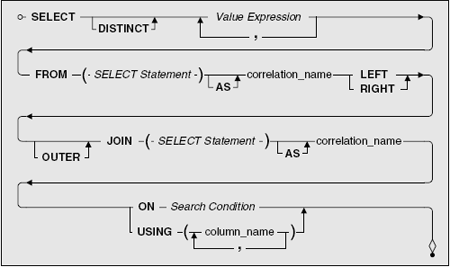 SELECT Value Expression
DISTINCT ,
FROM ( - SELECT Statement - ) correlation_name LEFT
AS RIGHT
JOIN ( - SELECT Statement - ) correlation_name
OUTER AS
ON Search Condition
USING ( column_name )
,